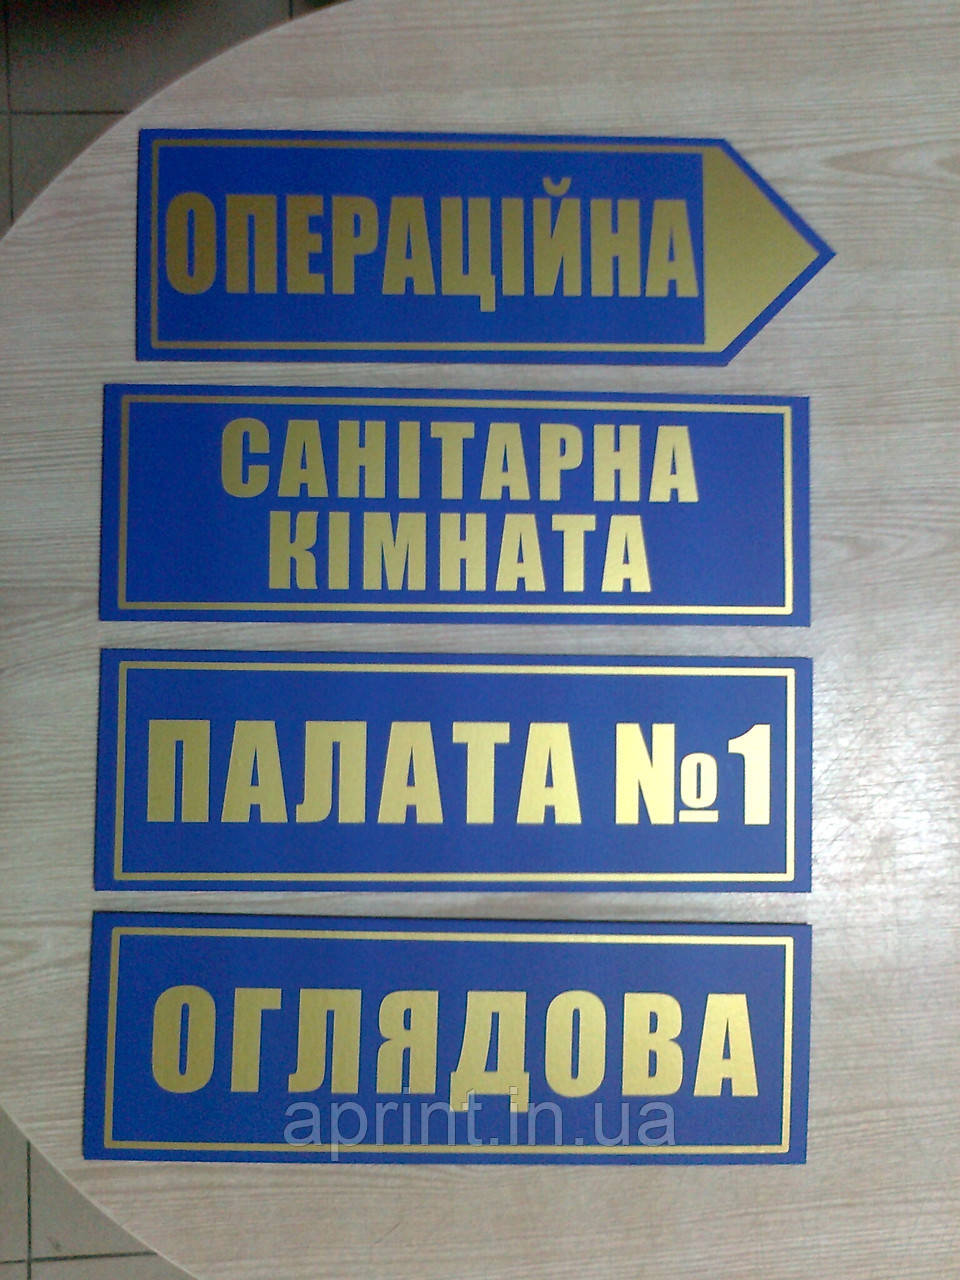 ОПЕРАЦІЙНА
САНІТАРНА
КІМНАТА
ПАЛАТА №1
ОГЛЯДОВА
aprint.in.ua